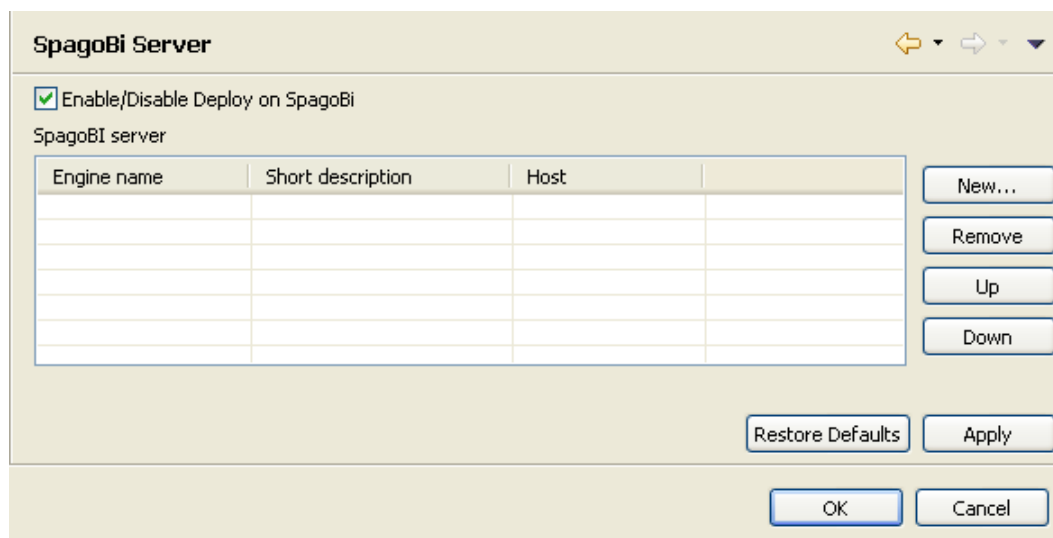 SpagoBi Server
Enable/Disable Deploy on SpagoBi
SpagoBI server
Engine name Short description Host
New...
Remove
Up
Down
Restore Defaults Apply
OK Cancel